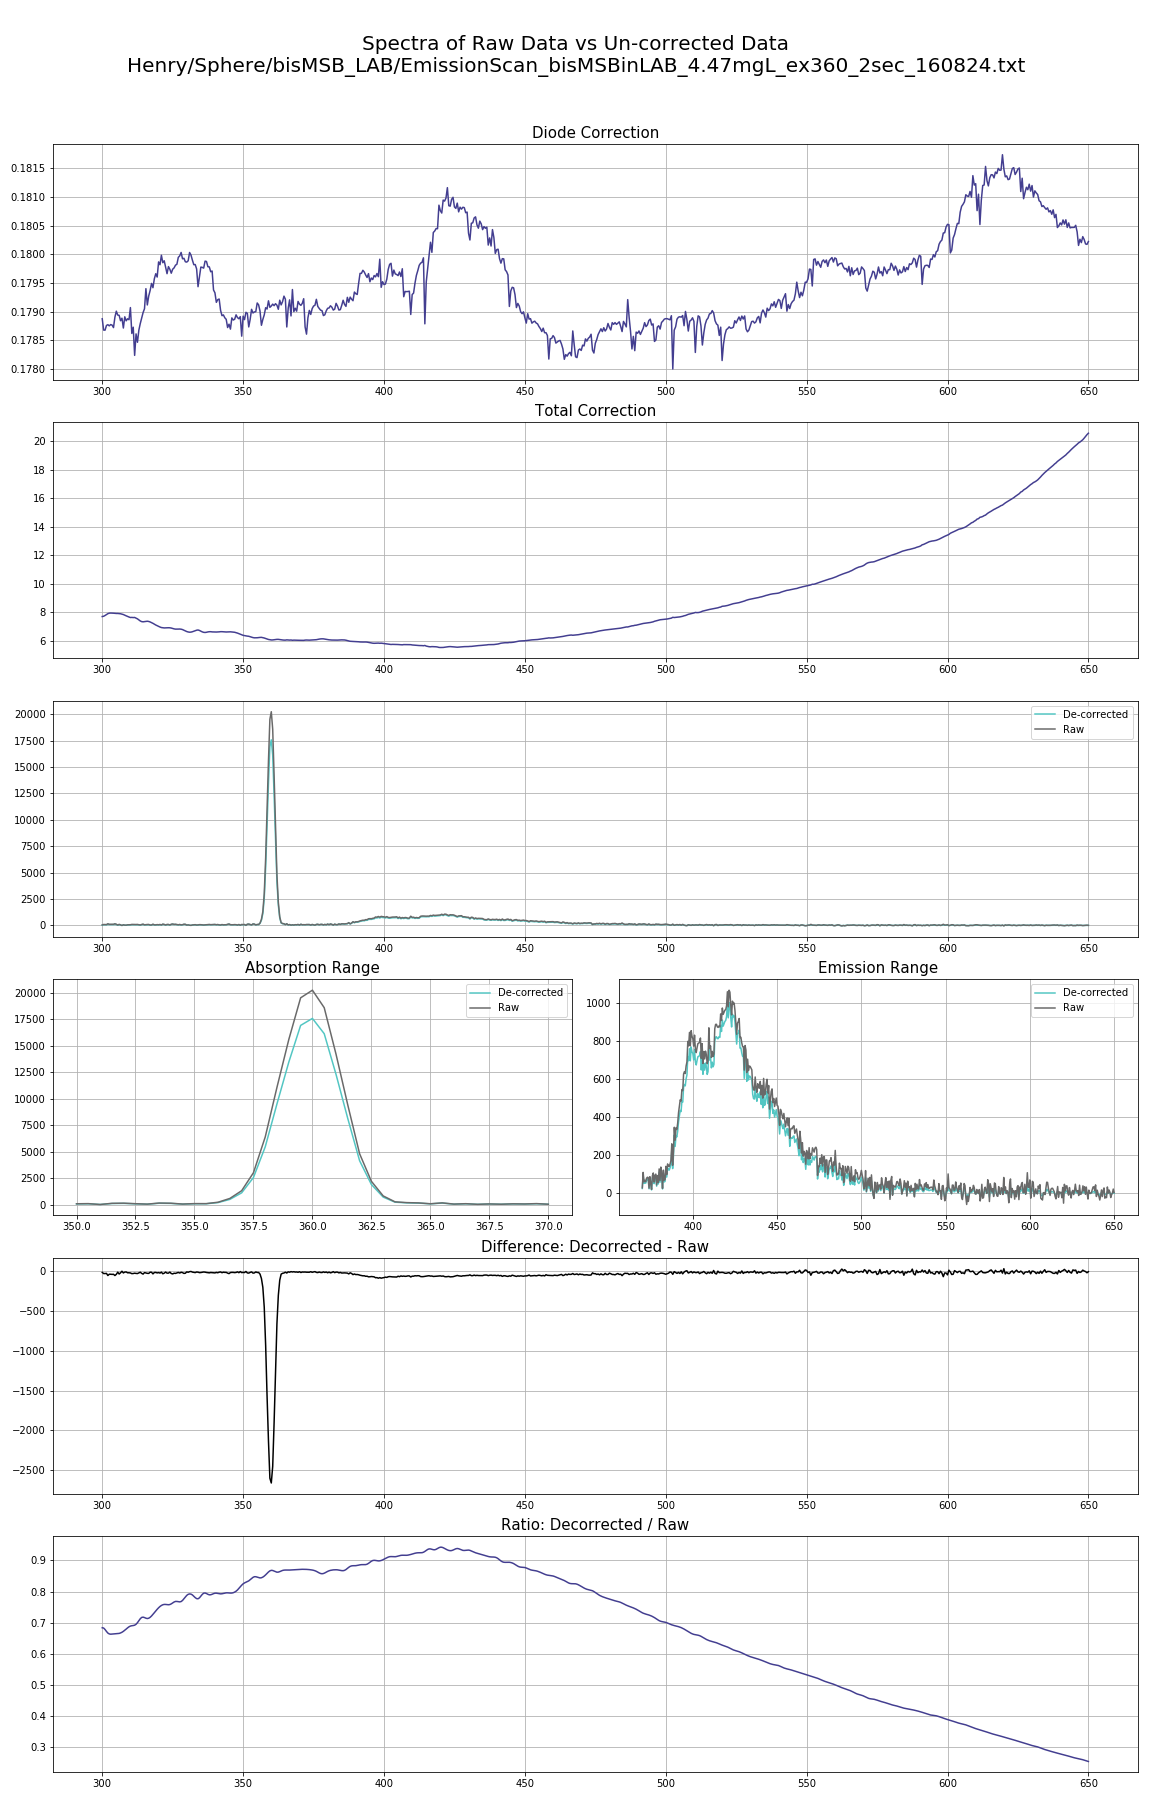 Spectra of Raw Data vs Un-corrected Data
Henry/Sphere/bisMSB_LAB/EmissionScan_bisMSBinLAB_4.47mgL_ex360_2sec_160824.txt
Diode Correction
0.1815
0.1810
0.1805
0.1800
0.1795
0.1790
0.1785
0.1780
300 350 400 450 500 550 600 650
Total Correction
20
18
16
14
12
10
8
6
300 350 400 450 500 550 600 650
De-corrected
Raw
20000
17500
15000
12500
10000
7500
5000
2500
0
300 350 400 450 500 550 600 650
Absorption Range
De-corrected
Raw
20000
17500
15000
12500
10000
7500
5000
2500
0
350.0 352.5 355.0 357.5 360.0 362.5 365.0 367.5 370.0
Emission Range
De-corrected
Raw
1000
800
600
400
200
0
400 450 500 550 600 650
Difference: Decorrected - Raw
0
−500
−1000
−1500
−2000
−2500
300 350 400 450 500 550 600 650
Ratio: Decorrected / Raw
0.9
0.8
0.7
0.6
0.5
0.4
0.3
300 350 400 450 500 550 600 650